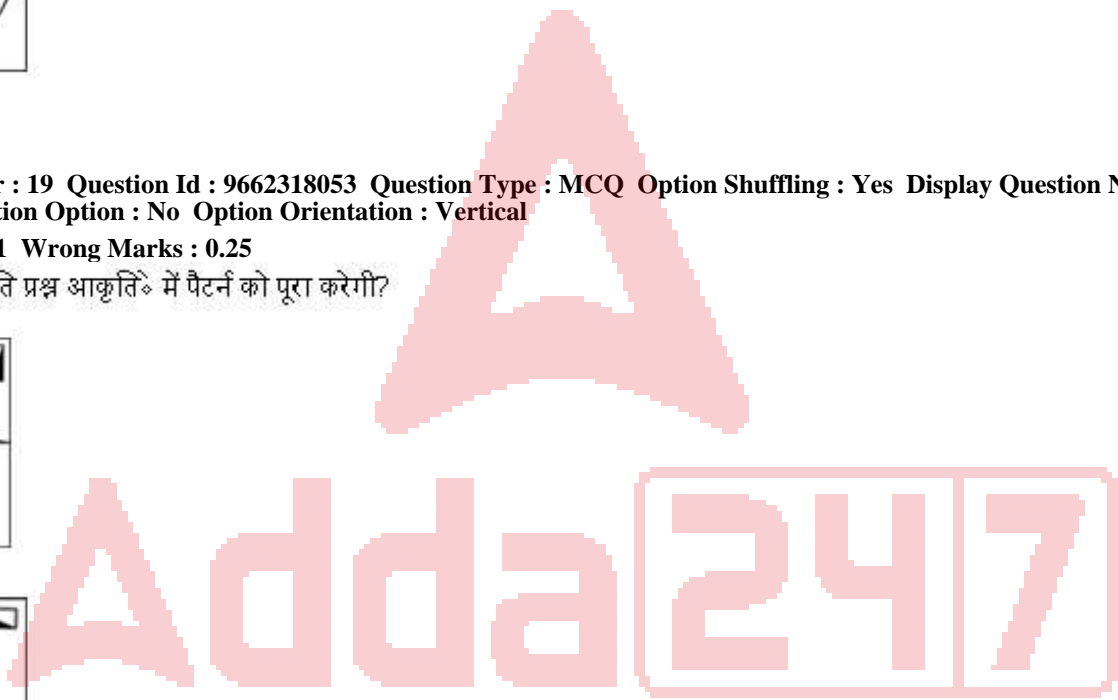 : 19 Question Id : 9662318053 Question Type : MCQ Option Shuffling : Yes Display Question N
tion Option : No Option Orientation : Vertical
1 Wrong Marks : 0.25
ति प्रश्न आकृति॰े में पैटर्न को पूरा करेगी?
Adda247